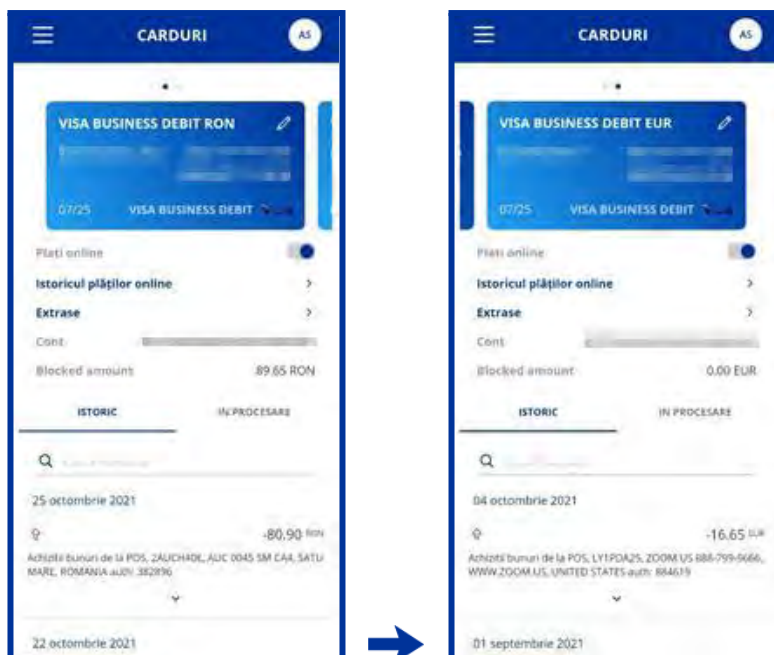 CARDURI
AS
VISA BUSINESS DEBIT RON
07/25 VISA BUSINESS DEBIT
Plati online
Istoricul plăților online
Extrase
Cont
Blocked amount 89.65 RON
ISTORIC IN PROCESARE
25 octombrie 2021
-80.90 RON
Achizitii bunuri de la POS, 2AUCH40E, AUC 0045 SM CA4, SATU
MARE, ROMANIA auth: 382896
22 octombrie 2021
CARDURI
AS
VISA BUSINESS DEBIT EUR
07/25 VISA BUSINESS DEBIT
Plati online
Istoricul plăților online
Extrase
Cont
Blocked amount 0.00 EUR
ISTORIC IN PROCESARE
04 octombrie 2021
-16.65 EUR
Achizitii bunuri de la POS, LY1PDA25, ZOOM US 888-799-9666,
WWW.ZOOM.US, UNITED STATES auth: 884619
01 septembrie 2021